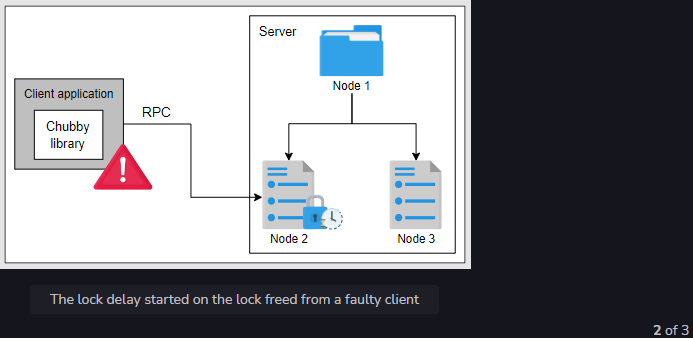 Server
Node 1
Client application
Chubby
library
RPC
Node 2
Node 3
The lock delay started on the lock freed from a faulty client
2 of 3